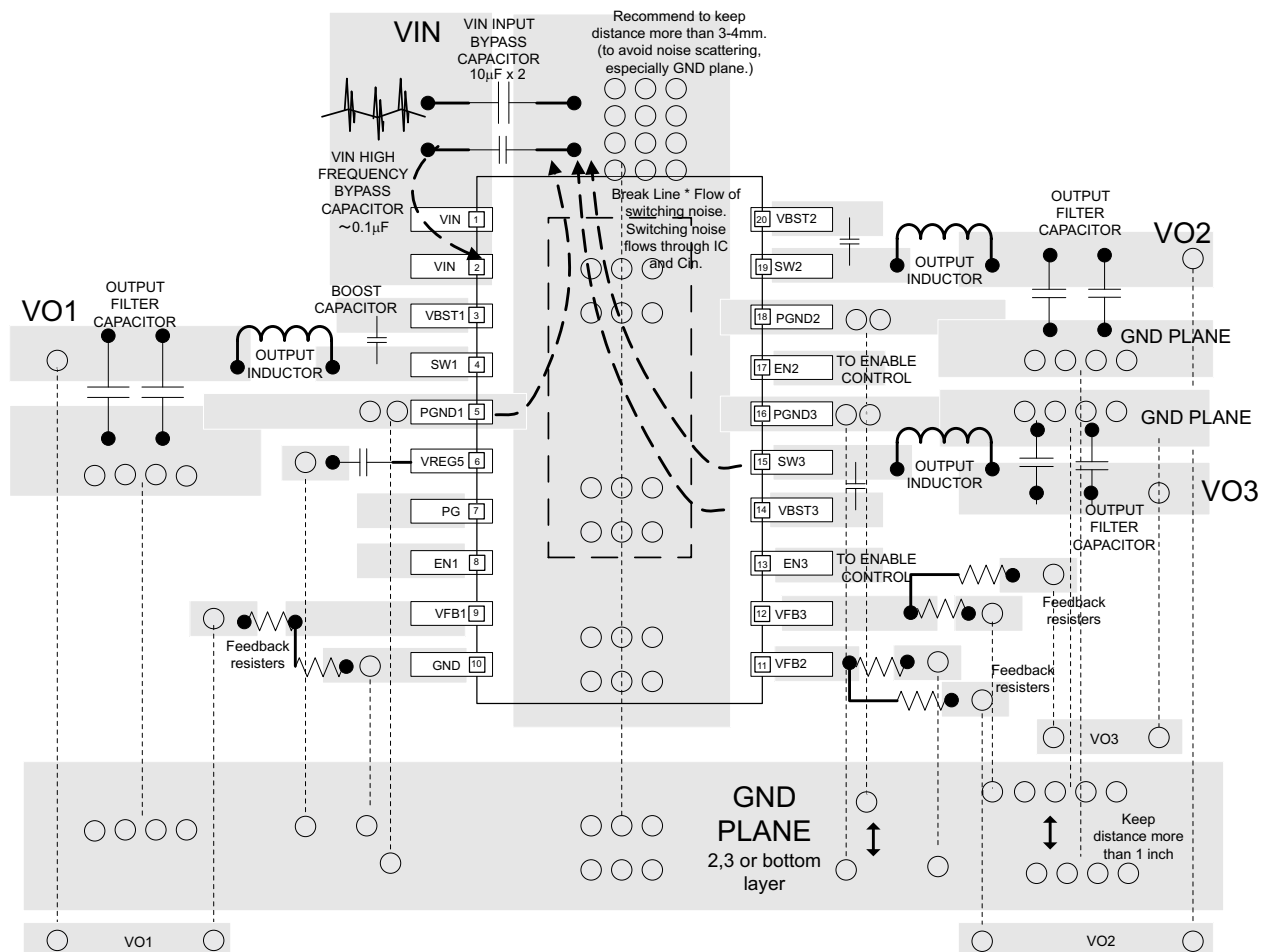 VIN
VIN INPUT
BYPASS
CAPACITOR
10μF x 2
Recommend to keep
distance more than 3-4mm.
(to avoid noise scattering,
especially GND plane.)
VIN HIGH
FREQUENCY
BYPASS
CAPACITOR
~0.1μF
Break Line * Flow of
switching noise.
Switching noise
flows through IC
and Cin.
VO1
OUTPUT
FILTER
CAPACITOR
OUTPUT
INDUCTOR
BOOST
CAPACITOR
VIN 1
VIN 2
VBST1 3
SW1 4
PGND1 5
VREG5 6
PG 7
EN1 8
VFB1 9
GND 10
Feedback
resisters
20 VBST2
19 SW2
18 PGND2
17 EN2
16 PGND3
15 SW3
14 VBST3
13 EN3
12 VFB3
11 VFB2
TO ENABLE
CONTROL
TO ENABLE
CONTROL
OUTPUT
INDUCTOR
OUTPUT
FILTER
CAPACITOR
VO2
GND PLANE
GND PLANE
OUTPUT
INDUCTOR
VO3
OUTPUT
FILTER
CAPACITOR
Feedback
resisters
Feedback
resisters
VO3
GND
PLANE
2,3 or bottom
layer
Keep
distance more
than 1 inch
VO1
VO2